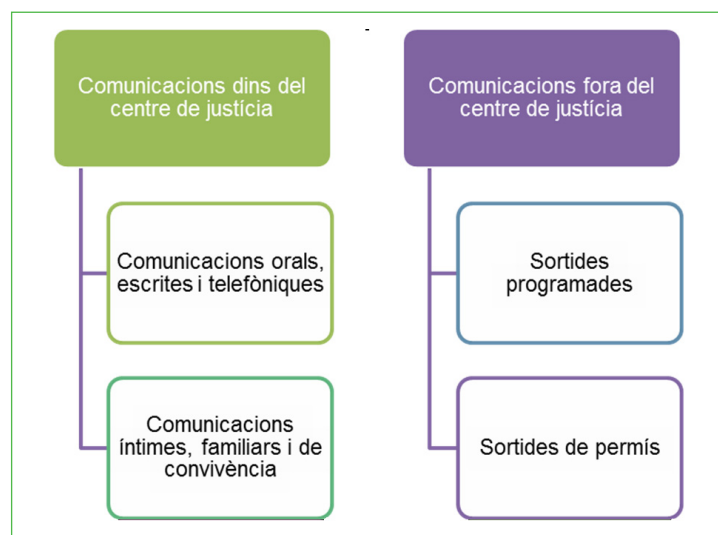 Comunicacions dins del
centre de justícia
Comunicacions orals,
escrites i telefòniques
Comunicacions
íntimes, familiars i de
convivència
-
Comunicacions fora del
centre de justícia
Sortides
programades
Sortides de permís